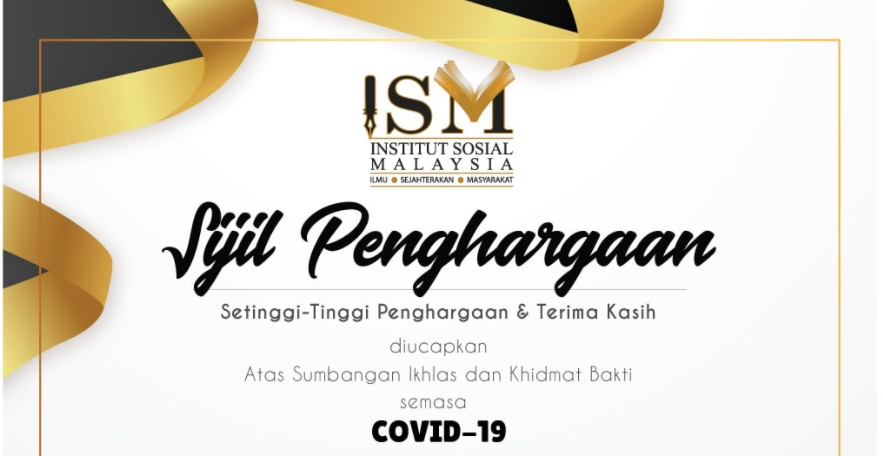 ISM
INSTITUT SOSIAL
MALAYSIA
ILMU ● SEJAHTERAKAN ● MASYARAKAT
Sijil Penghargaan
Setinggi-Tinggi Penghargaan & Terima Kasih
diucapkan
Atas Sumbangan Ikhlas dan Khidmat Bakti
semasa
COVID-19